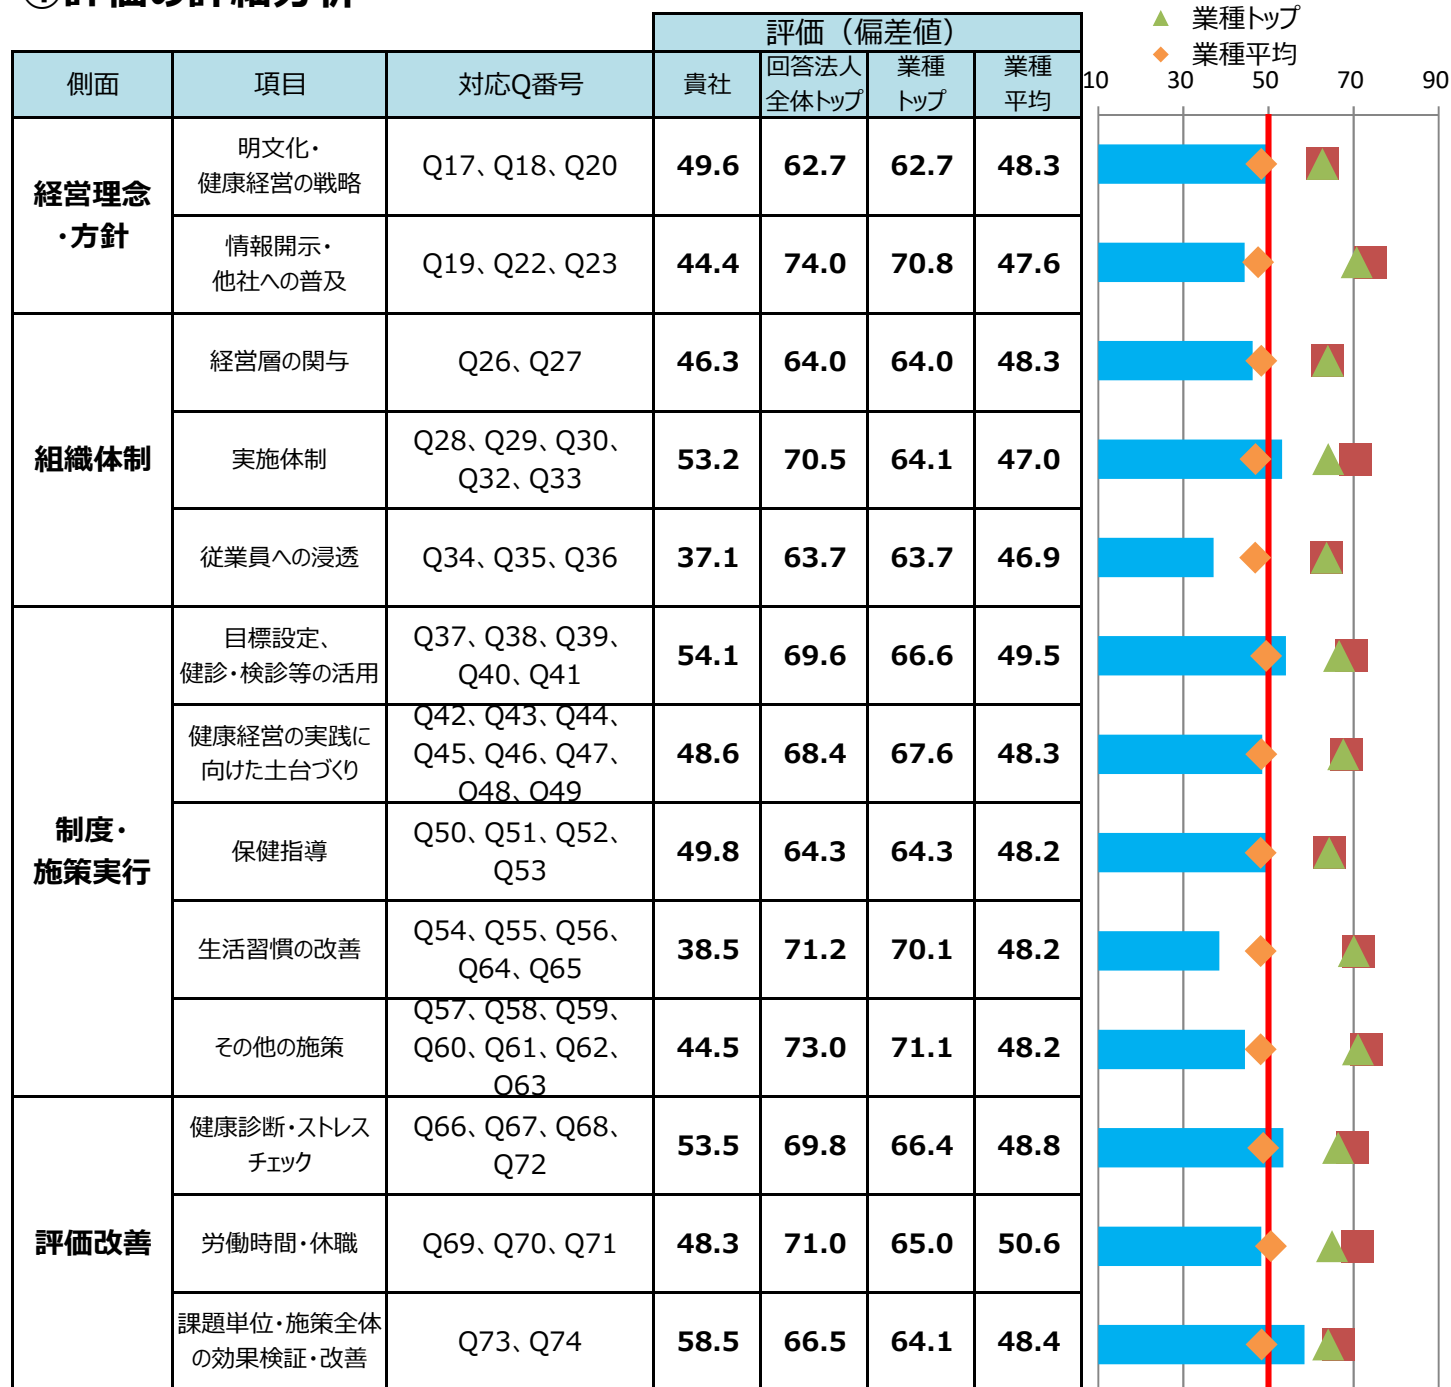 ①評価の詳細分析
▲ 業種トップ
◆ 業種平均
評価（偏差値）
側面 項目 対応Q番号 貴社 回答法人 業種 業種
全体トップ トップ 平均
10 30 50 70 90
経営理念
・方針
明文化・
健康経営の戦略
Q17、Q18、Q20 49.6 62.7 62.7 48.3
情報開示・
他社への普及
Q19、Q22、Q23 44.4 74.0 70.8 47.6
組織体制
経営層の関与 Q26、Q27 46.3 64.0 64.0 48.3
実施体制
Q28、Q29、Q30、
Q32、Q33
53.2 70.5 64.1 47.0
従業員への浸透 Q34、Q35、Q36 37.1 63.7 63.7 46.9
制度・
施策実行
目標設定、
健診・検診等の活用
Q37、Q38、Q39、
Q40、Q41
54.1 69.6 66.6 49.5
健康経営の実践に
向けた土台づくり
Q42、Q43、Q44、
Q45、Q46、Q47、
Q48、Q49
48.6 68.4 67.6 48.3
保健指導
Q50、Q51、Q52、
Q53
49.8 64.3 64.3 48.2
生活習慣の改善
Q54、Q55、Q56、
Q64、Q65
38.5 71.2 70.1 48.2
その他の施策
Q57、Q58、Q59、
Q60、Q61、Q62、
Q63
44.5 73.0 71.1 48.2
評価改善
健康診断・ストレス
チェック
Q66、Q67、Q68、
Q72
53.5 69.8 66.4 48.8
労働時間・休職 Q69、Q70、Q71 48.3 71.0 65.0 50.6
課題単位・施策全体
の効果検証・改善
Q73、Q74 58.5 66.5 64.1 48.4